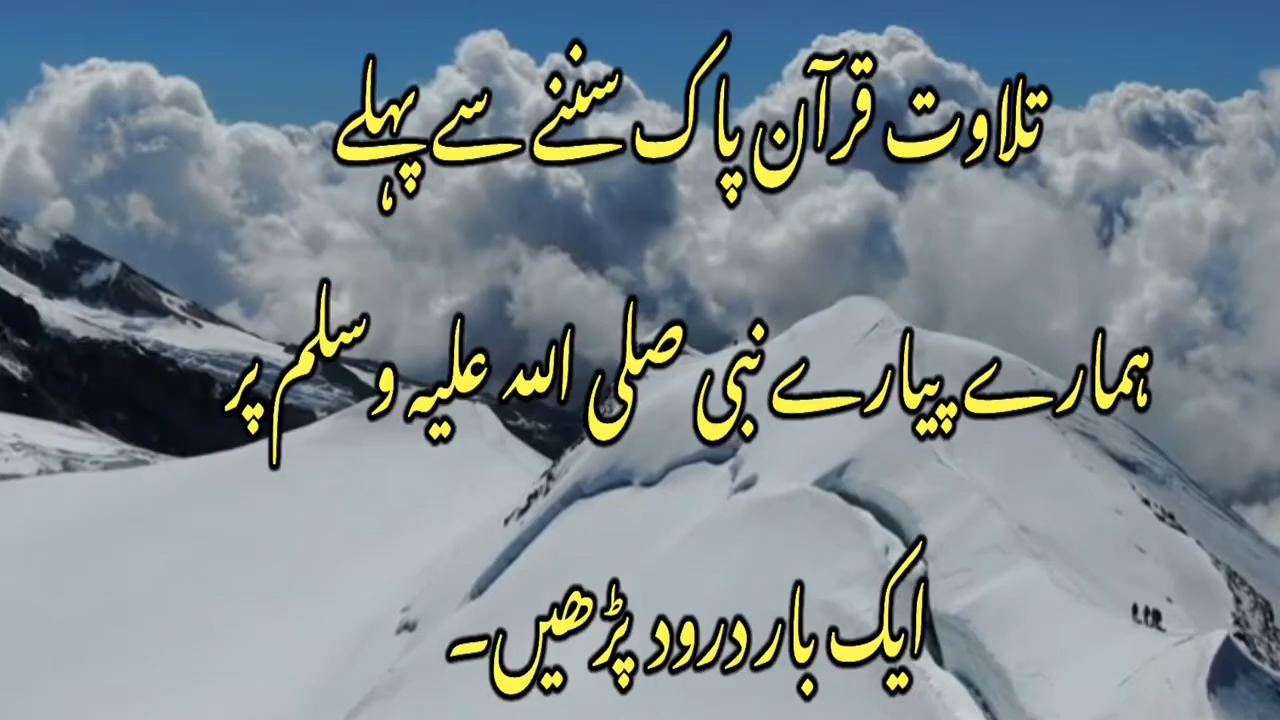 تلاوت قرآن پاک سننے سے پہلے
ہمارے پیارے نبی صلی اللہ علیہ وسلم پر
ایک بار درود پڑھیں۔